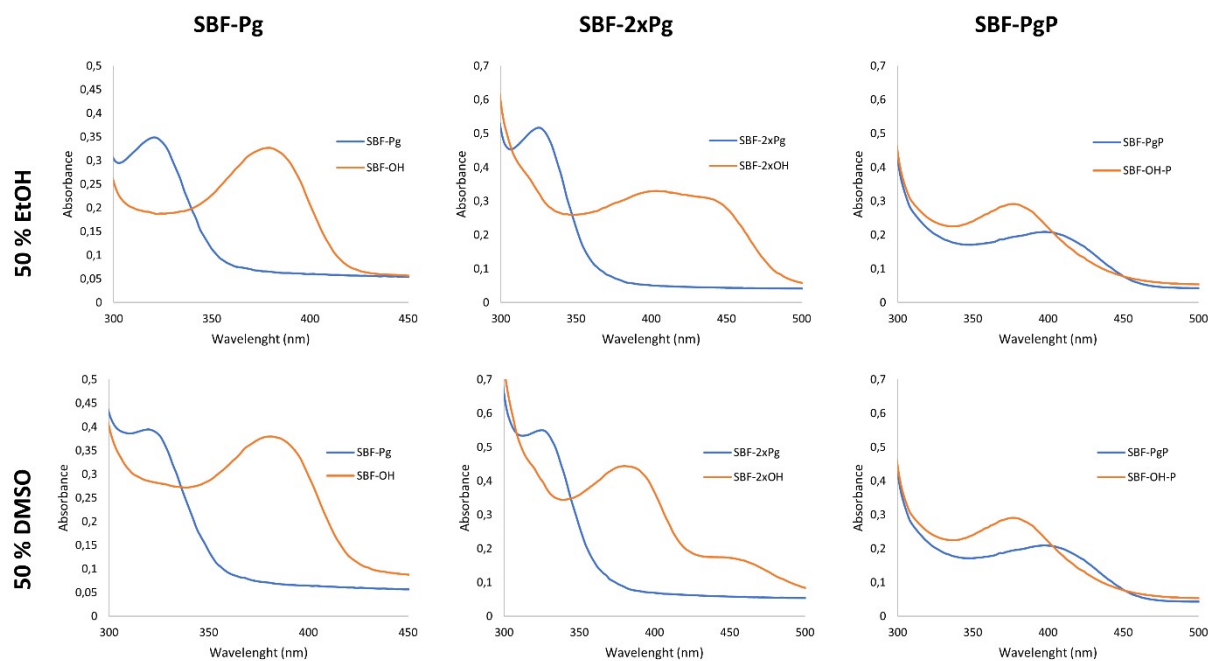 SBF-Pg
SBF-2xPg
SBF-PgP
50 % EtOH
Absorbance
0,5
0,45
0,4
0,35
0,3
0,25
0,2
0,15
0,1
0,05
0
300 350 400 450
Wavelenght (nm)
SBF-Pg
SBF-OH
Absorbance
0,7
0,6
0,5
0,4
0,3
0,2
0,1
0
300 350 400 450 500
Wavelenght (nm)
SBF-2xPg
SBF-2xOH
Absorbance
0,7
0,6
0,5
0,4
0,3
0,2
0,1
0
300 350 400 450 500
Wavelenght (nm)
SBF-PgP
SBF-OH-P
50 % DMSO
Absorbance
0,5
0,45
0,4
0,35
0,3
0,25
0,2
0,15
0,1
0,05
0
300 350 400 450
Wavelenght (nm)
SBF-Pg
SBF-OH
Absorbance
0,7
0,6
0,5
0,4
0,3
0,2
0,1
0
300 350 400 450 500
Wavelenght (nm)
SBF-2xPg
SBF-2xOH
Absorbance
0,7
0,6
0,5
0,4
0,3
0,2
0,1
0
300 350 400 450 500
Wavelenght (nm)
SBF-PgP
SBF-OH-P